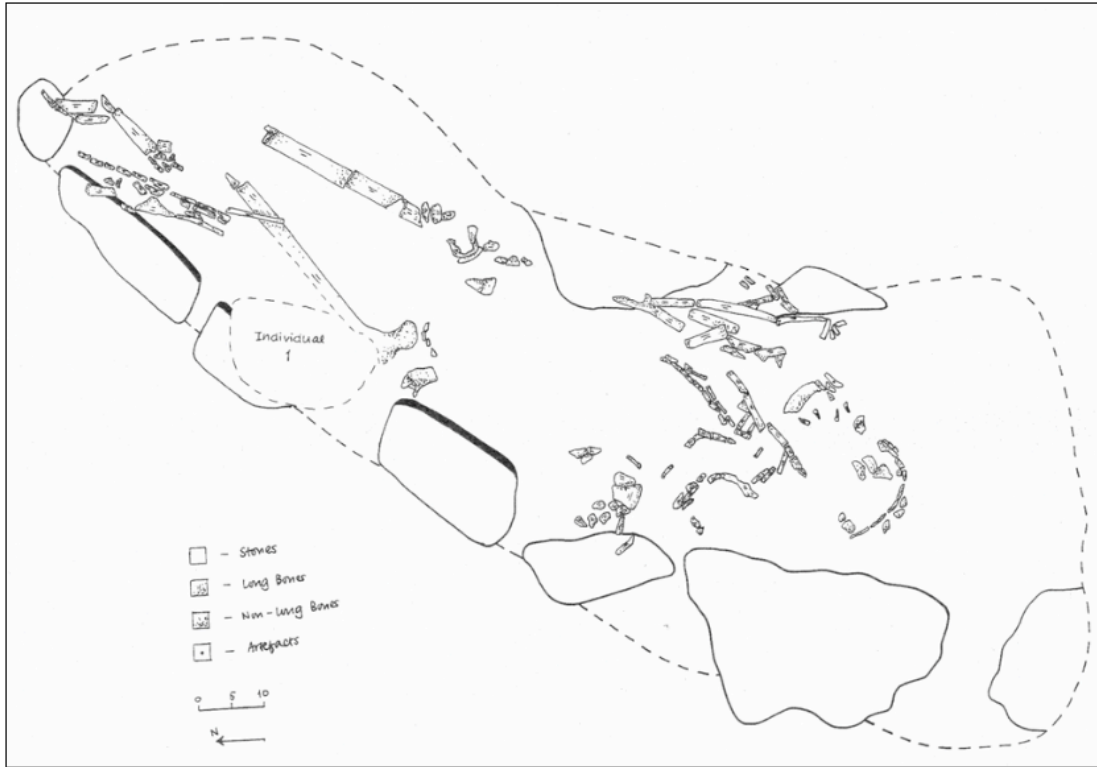 Individual
1
- Stones
- Long Bones
- Non-long Bones
- Artefacts
0 5 10
N